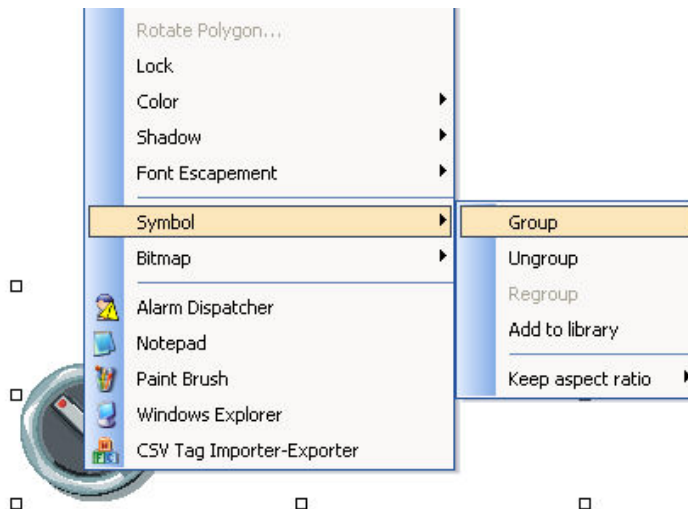 Rotate Polygon...
Lock
Color
Shadow
Font Escapement
Symbol
Bitmap
Alarm Dispatcher
Notepad
Paint Brush
Windows Explorer
CSV Tag Importer-Exporter
Group
Ungroup
Regroup
Add to library
Keep aspect ratio